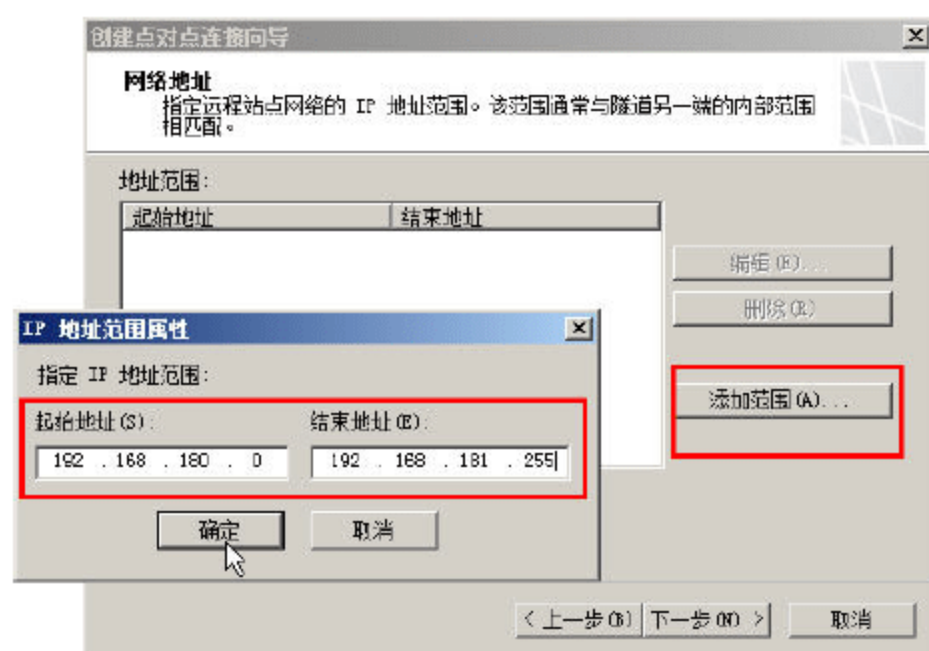 创建点对点连接向导
网络地址
指定远程站点网络的 IP 地址范围。该范围通常与隧道另一端的内部范围
相匹配。
地址范围:
起始地址 结束地址
编辑(E)...
删除(R)
添加范围(A)...
IP 地址范围属性
指定 IP 地址范围:
起始地址(S): 结束地址(E):
192 . 168 . 180 . 0 192 . 168 . 181 . 255
确定 取消
< 上一步(B) 下一步(N) > 取消